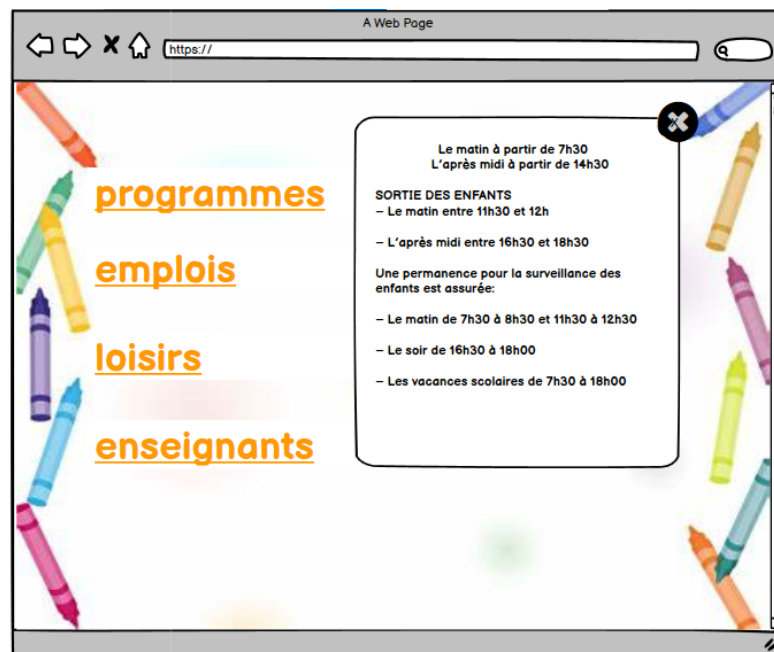 A Web Page
https://
programmes
emplois
loisirs
enseignants
Le matin à partir de 7h30
L'après midi à partir de 14h30
SORTIE DES ENFANTS
– Le matin entre 11h30 et 12h
– L'après midi entre 16h30 et 18h30
Une permanence pour la surveillance des
enfants est assurée:
– Le matin de 7h30 à 8h30 et 11h30 à 12h30
– Le soir de 16h30 à 18h00
– Les vacances scolaires de 7h30 à 18h00